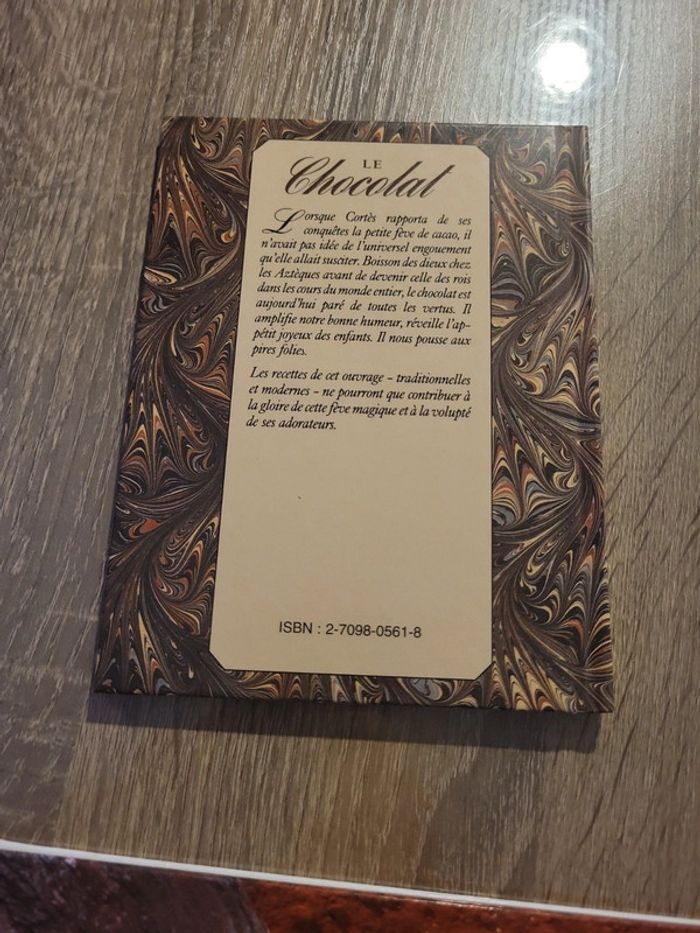 LE
Chocolat
Lorsque Cortès rapporta de ses
conquêtes la petite fève de cacao, il
n'avait pas idée de l'universel engouement
qu'elle allait susciter. Boisson des dieux chez
les Aztèques avant de devenir celle des rois
dans les cours du monde entier, le chocolat est
aujourd'hui paré de toutes les vertus. Il
amplifie notre bonne humeur, réveille l'ap-
pétit joyeux des enfants. Il nous pousse aux
pires folies.
Les recettes de cet ouvrage - traditionnelles
et modernes - ne pourront que contribuer à
la gloire de cette fève magique et à la volupté
de ses adorateurs.
ISBN : 2-7098-0561-8